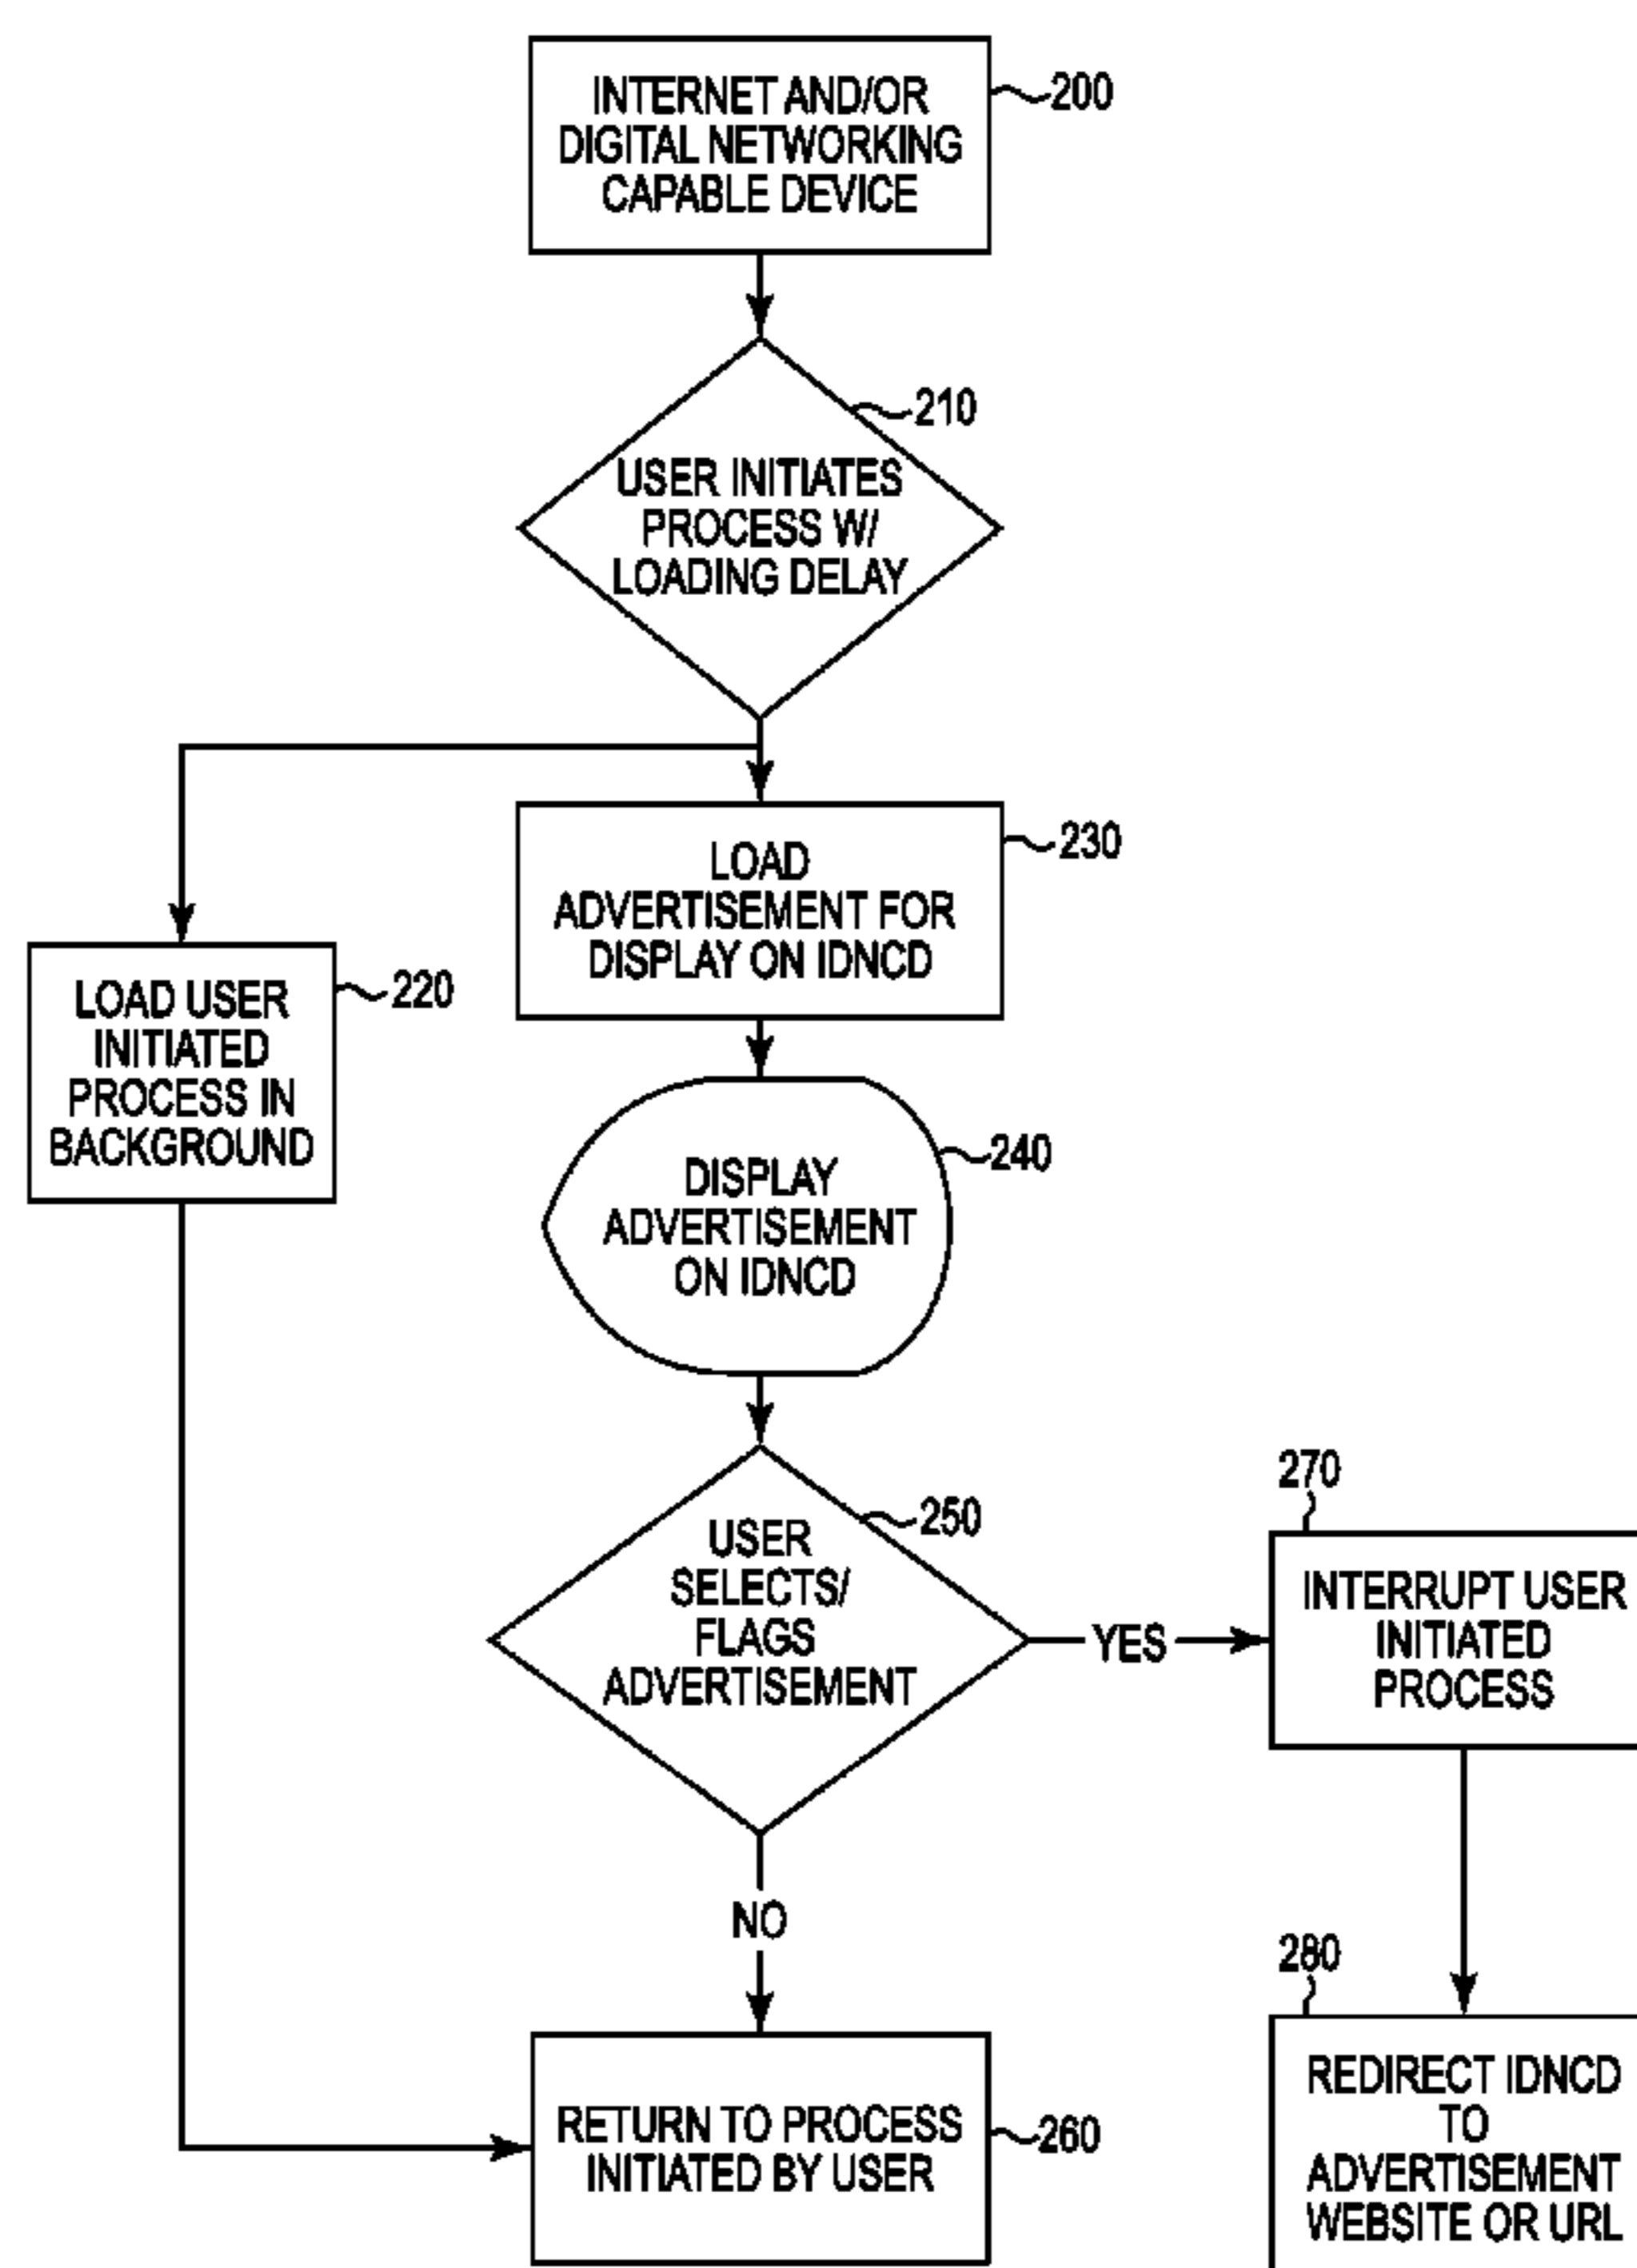 INTERNET AND/OR
DIGITAL NETWORKING
CAPABLE DEVICE
200
210
USER INITIATES
PROCESS W/
LOADING DELAY
LOAD
ADVERTISEMENT FOR
DISPLAY ON IDNCD
230
LOAD USER
INITIATED
PROCESS IN
BACKGROUND
220
DISPLAY
ADVERTISEMENT
ON IDNCD
240
USER
SELECTS/
FLAGS
ADVERTISEMENT
250
YES
270
INTERRUPT USER
INITIATED
PROCESS
NO
280
REDIRECT IDNCD
TO
ADVERTISEMENT
WEBSITE OR URL
RETURN TO PROCESS
INITIATED BY USER
260